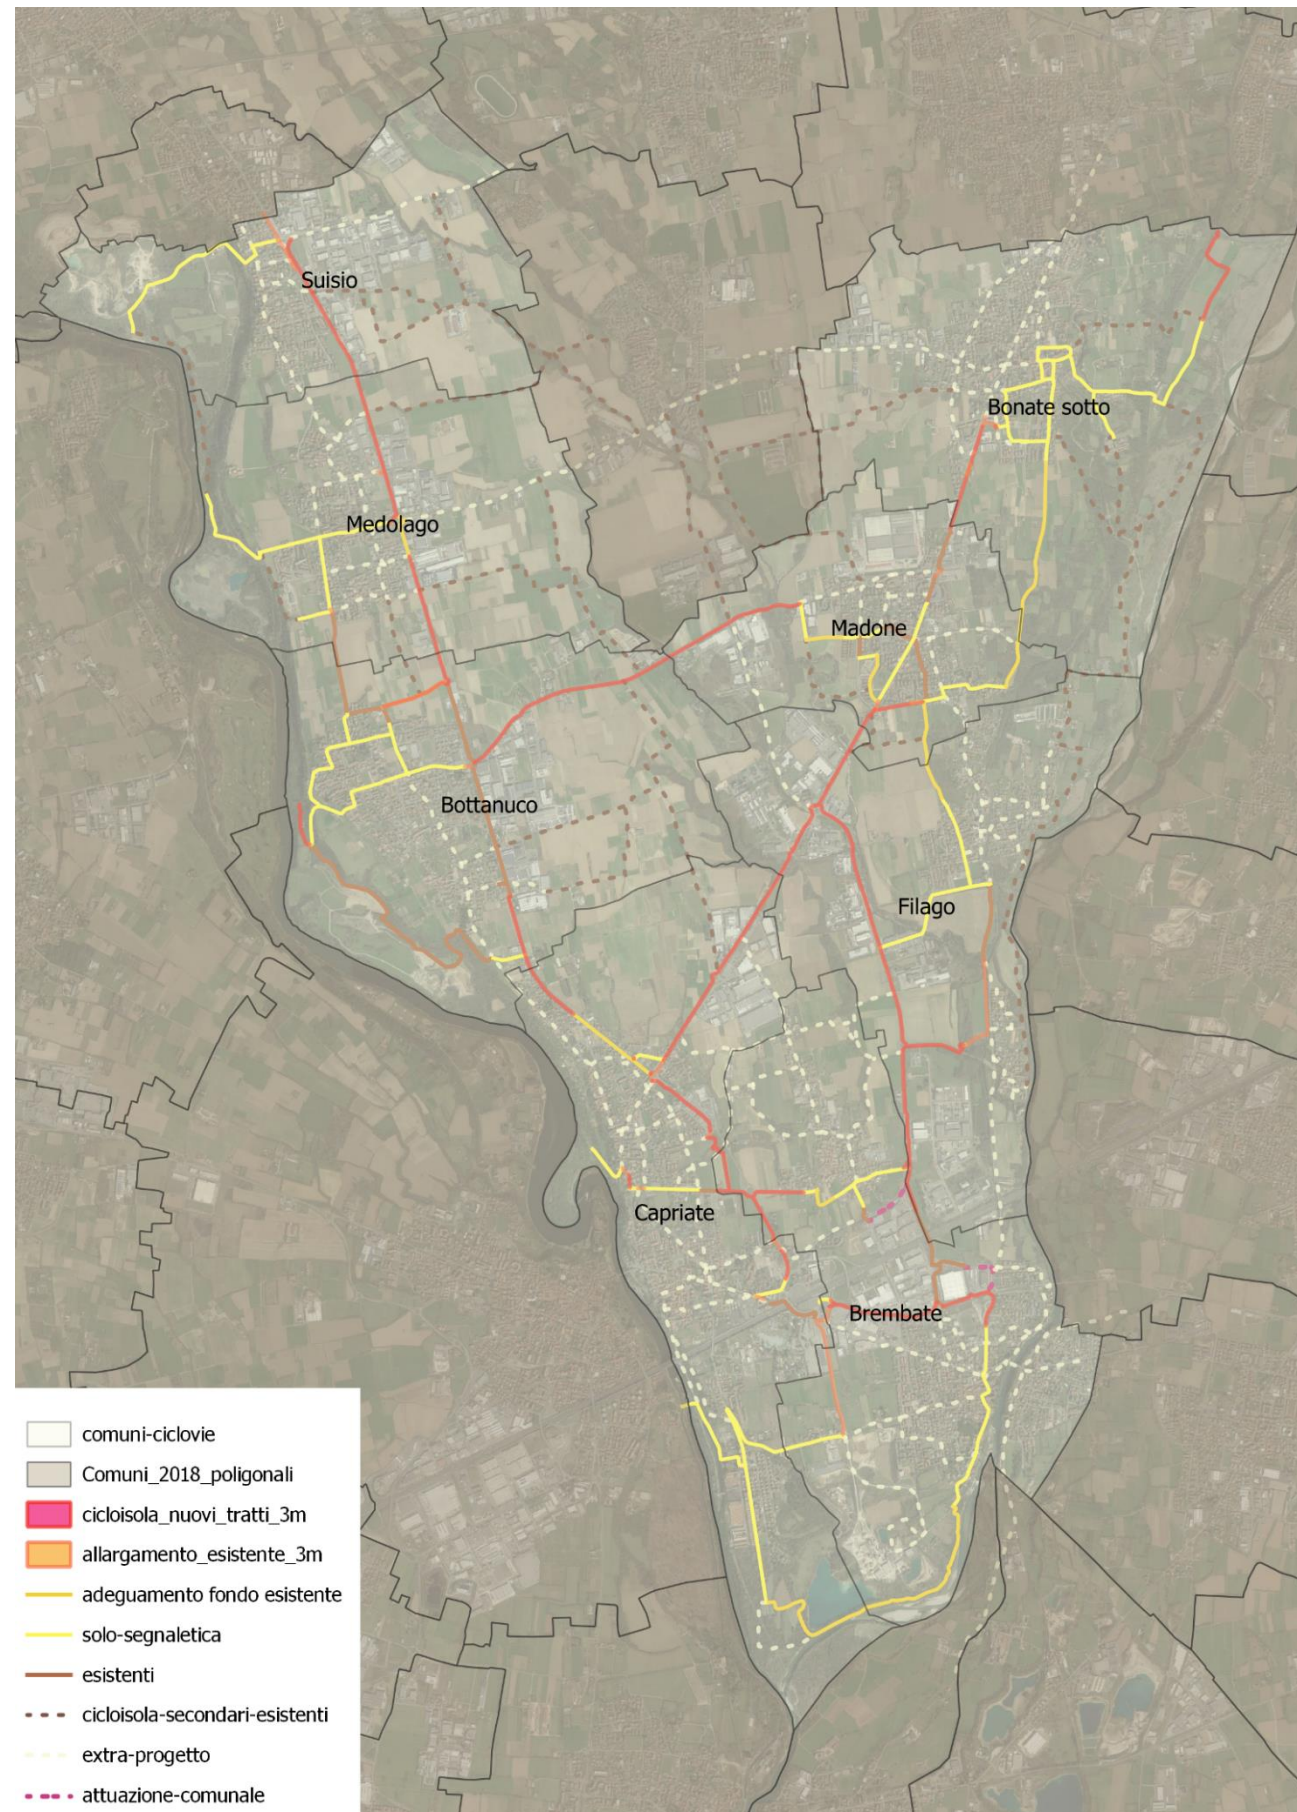 Suisio
Bonate sotto
Medolago
Madone
Bottanuco
Filago
Capriate
Brembate
comuni-ciclovie
Comuni_2018_poligonali
cicloisola_nuovi_tratti_3m
allargamento_esistente_3m
adeguamento fondo esistente
solo-segnaletica
esistenti
cicloisola-secondari-esistenti
extra-progetto
attuazione-comunale